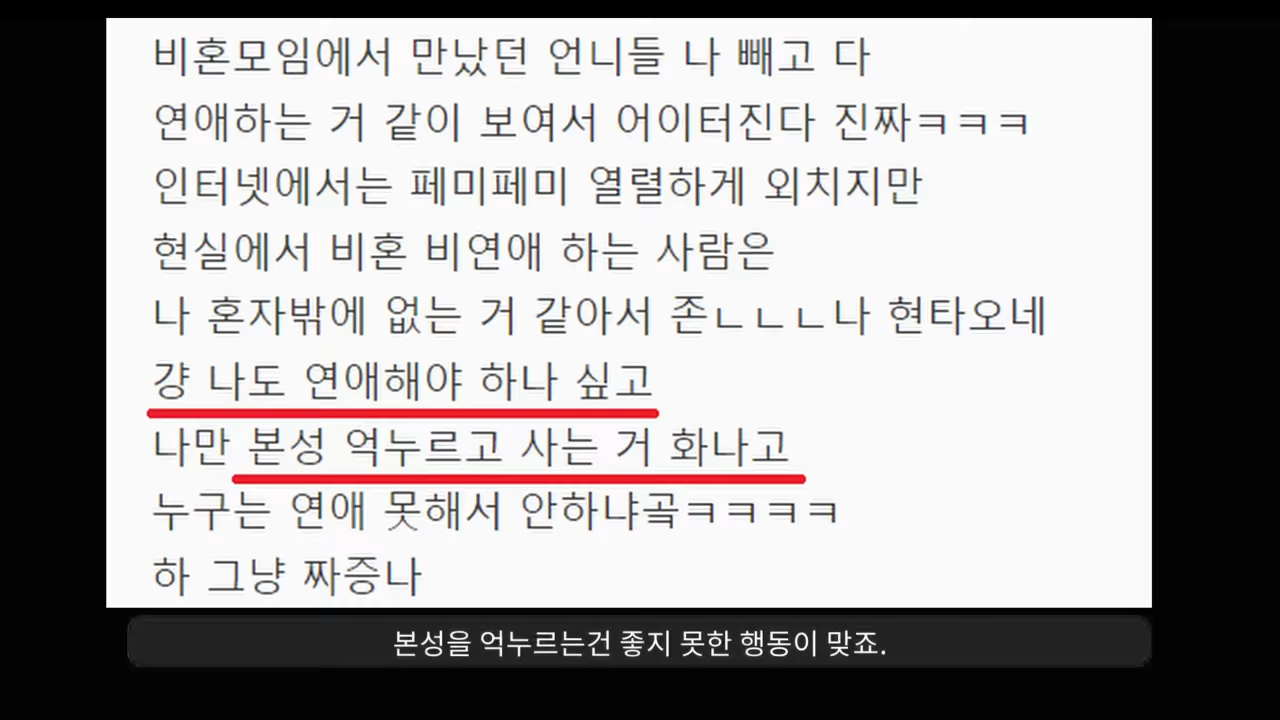 비혼모임에서 만났던 언니들 나 빼고 다
연애하는 거 같이 보여서 어이터진다 진짜ㅋㅋㅋ
인터넷에서는 페미페미 열렬하게 외치지만
현실에서 비혼 비연애 하는 사람은
나 혼자밖에 없는 거 같아서 존ㄴㄴㄴ나 현타오네
걍 나도 연애해야 하나 싶고
나만 본성 억누르고 사는 거 화나고
누구는 연애 못해서 안하냐곸ㅋㅋㅋㅋ
하 그냥 짜증나
본성을 억누르는건 좋지 못한 행동이 맞죠.